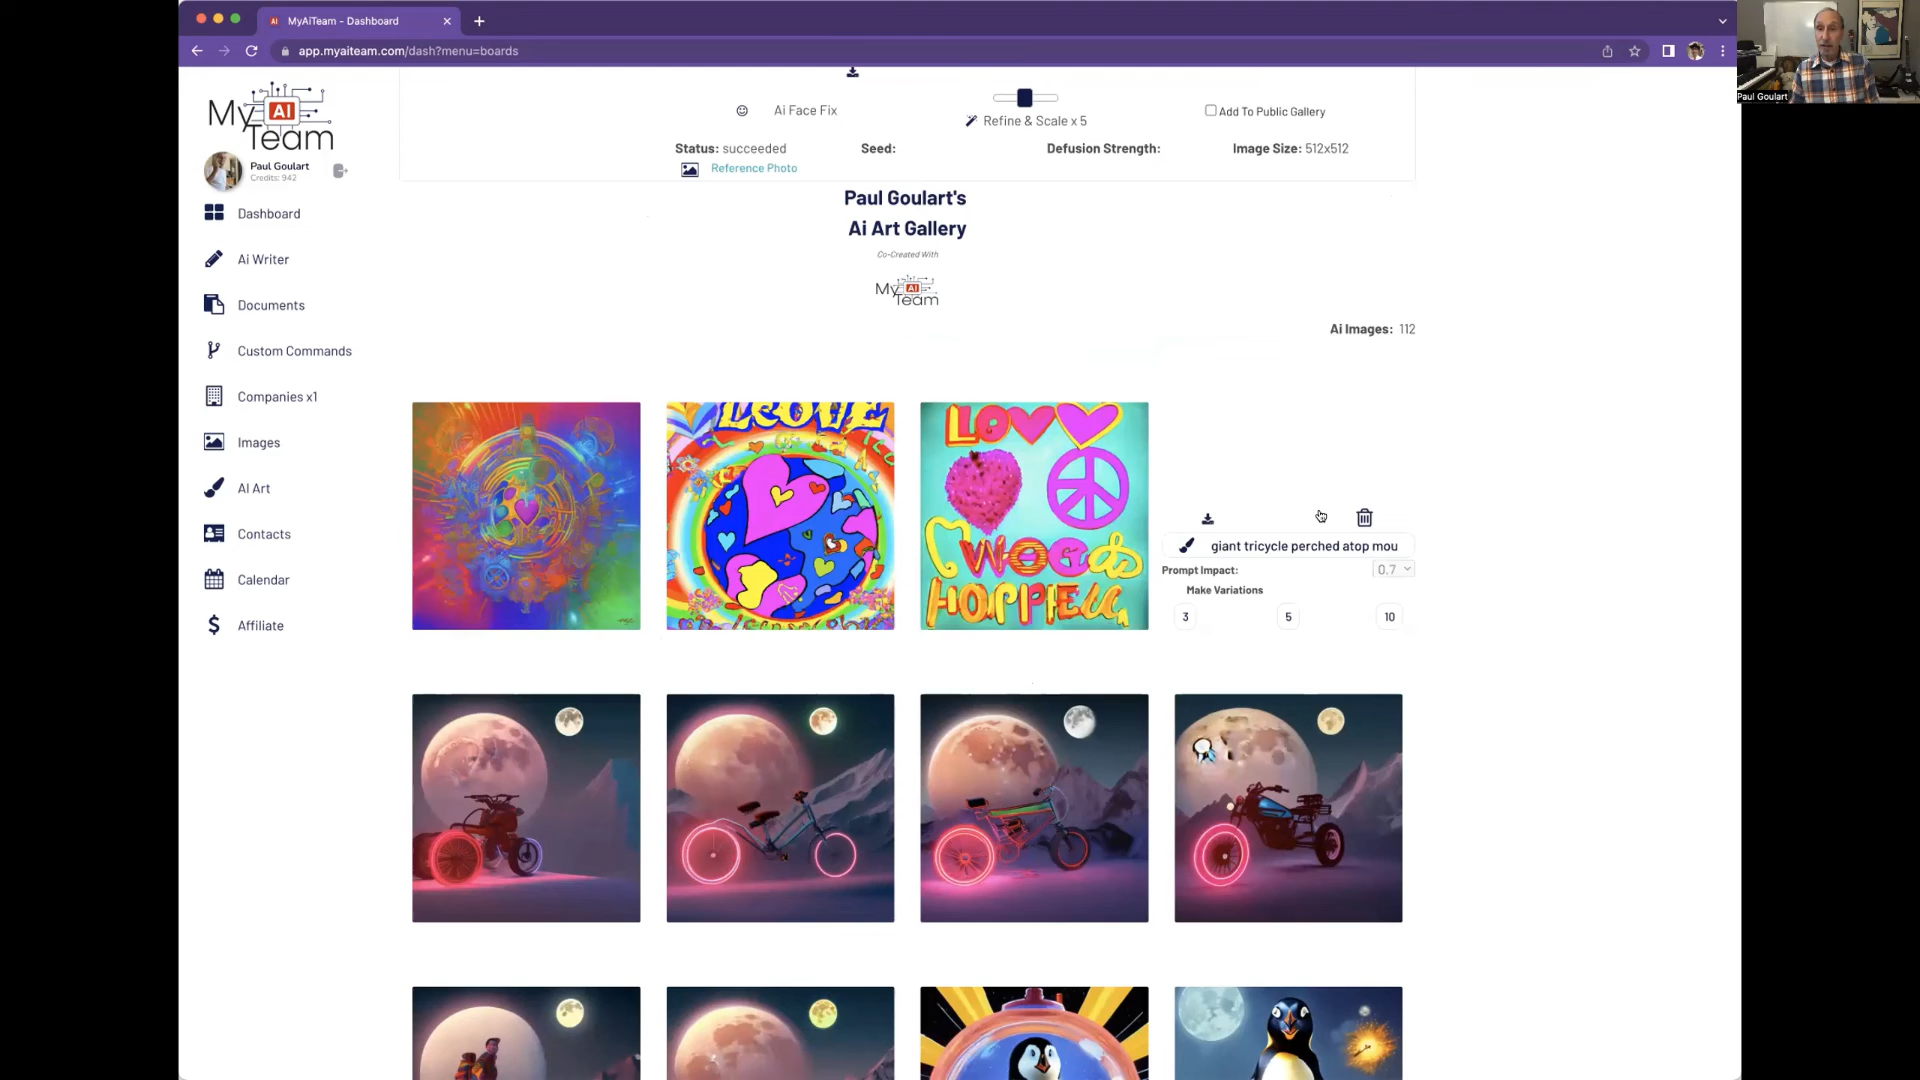 MyAiTeam - Dashboard
app.myaiteam.com/dash?menu=boards
Paul Goulart
My AI Team
Paul Goulart
Credits: 942
Dashboard
Ai Writer
Documents
Custom Commands
Companies x1
Images
AI Art
Contacts
Calendar
Affiliate
Ai Face Fix
Refine & Scale x 5
Add To Public Gallery
Status: succeeded
Seed:
Defusion Strength:
Image Size: 512x512
Reference Photo
Paul Goulart's
Ai Art Gallery
Co-Created With
My AI Team
Ai Images: 112
LOVV
giant tricycle perched atop mou
Prompt Impact: 0.7
Make Variations
3 5 10